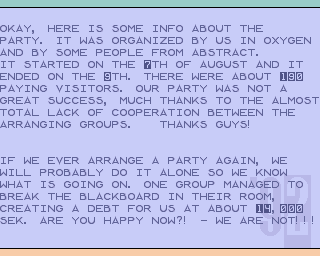 OKAY, HERE IS SOME INFO ABOUT THE
PARTY. IT WAS ORGANIZED BY US IN OXYGEN
AND BY SOME PEOPLE FROM ABSTRACT.
IT STARTED ON THE 7TH OF AUGUST AND IT
ENDED ON THE 9TH. THERE WERE ABOUT 190
PAYING VISITORS. OUR PARTY WAS NOT A
GREAT SUCCESS, MUCH THANKS TO THE ALMOST
TOTAL LACK OF COOPERATION BETWEEN THE
ARRANGING GROUPS. THANKS GUYS!
IF WE EVER ARRANGE A PARTY AGAIN, WE
WILL PROBABLY DO IT ALONE SO WE KNOW
WHAT IS GOING ON. ONE GROUP MANAGED TO
BREAK THE BLACKBOARD IN THEIR ROOM,
CREATING A DEBT FOR US AT ABOUT 14,000
SEK. ARE YOU HAPPY NOW?! - WE ARE NOT!!!